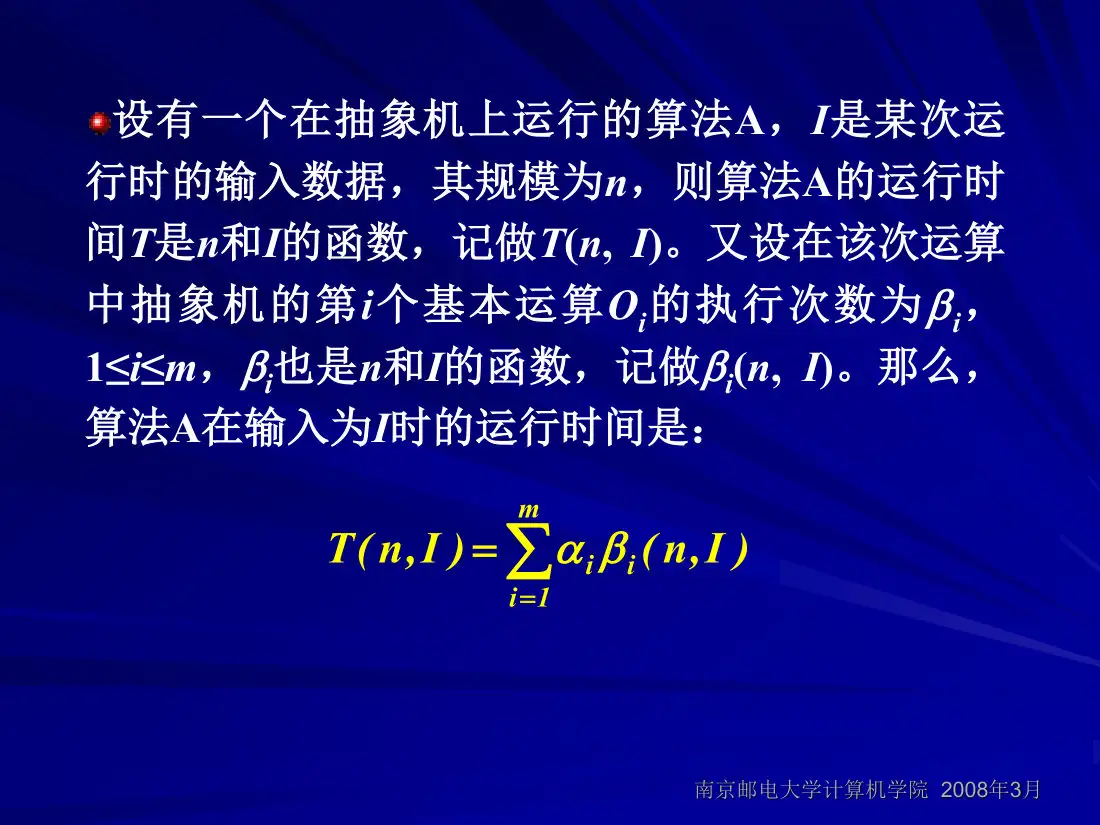 设有一个在抽象机上运行的算法A，I是某次运
行时的输入数据，其规模为n，则算法A的运行时
间T是n和I的函数，记做T(n, I)。又设在该次运算
中抽象机的第i个基本运算Oi的执行次数为βi，
1≤i≤m，βi也是n和I的函数，记做βi(n, I)。那么，
算法A在输入为I时的运行时间是：
m
T(n,I)=∑αiβi(n,I)
i=1
南京邮电大学计算机学院 2008年3月